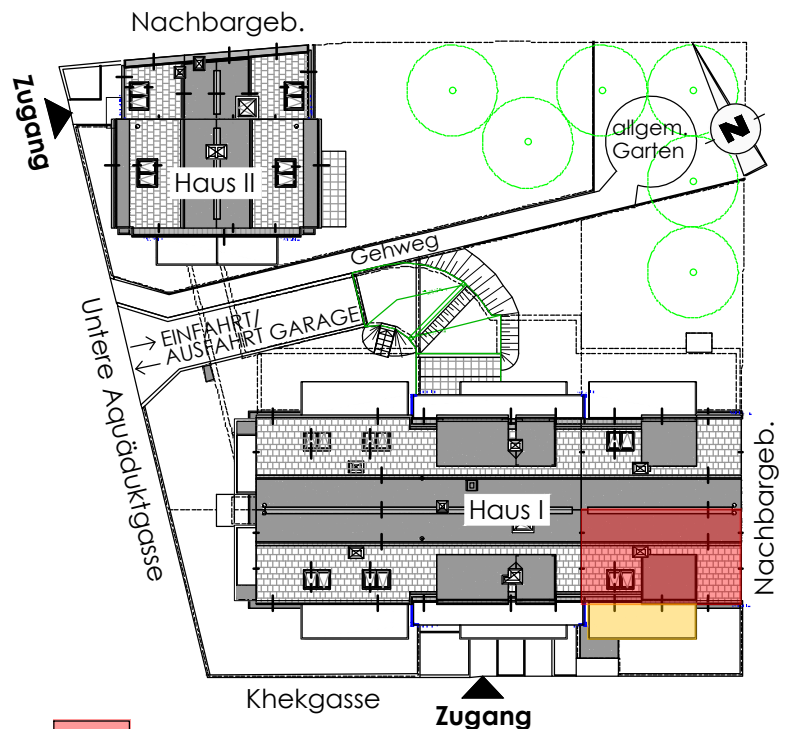 Nachbargeb.
Zugang
allgem.
Garten
N
Haus II
Gehweg
EINFAHRT/
AUSFAHRT GARAGE
Untere Aquäduktgasse
Haus I
Nachbargeb.
Khekgasse
Zugang